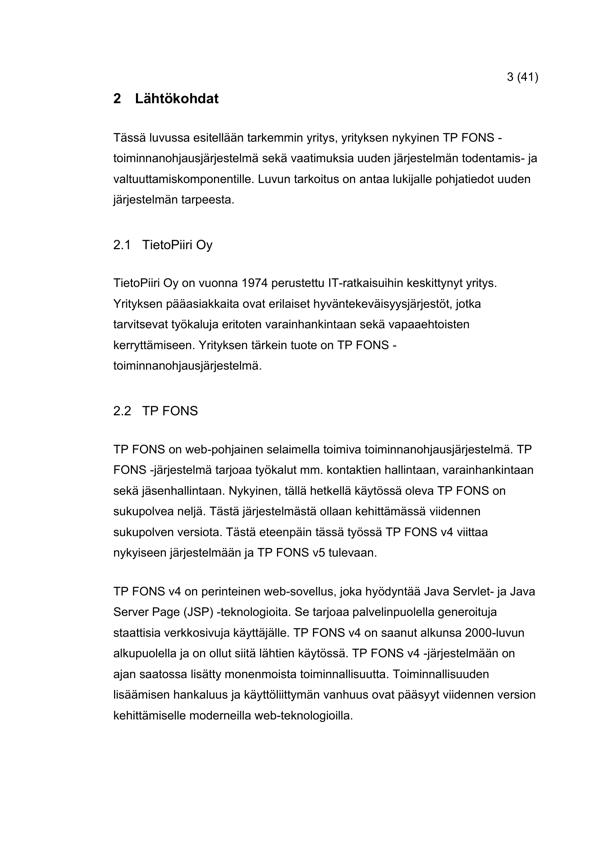 3 (41)
2 Lähtökohdat
Tässä luvussa esitellään tarkemmin yritys, yrityksen nykyinen TP FONS -
toiminnanohjausjärjestelmä sekä vaatimuksia uuden järjestelmän todentamis- ja
valtuuttamiskomponentille. Luvun tarkoitus on antaa lukijalle pohjatiedot uuden
järjestelmän tarpeesta.
2.1 TietoPiiri Oy
TietoPiiri Oy on vuonna 1974 perustettu IT-ratkaisuihin keskittynyt yritys.
Yrityksen pääasiakkaita ovat erilaiset hyväntekeväisyysjärjestöt, jotka
tarvitsevat työkaluja eritoten varainhankintaan sekä vapaaehtoisten
kerryttämiseen. Yrityksen tärkein tuote on TP FONS -
toiminnanohjausjärjestelmä.
2.2 TP FONS
TP FONS on web-pohjainen selaimella toimiva toiminnanohjausjärjestelmä. TP
FONS -järjestelmä tarjoaa työkalut mm. kontaktien hallintaan, varainhankintaan
sekä jäsenhallintaan. Nykyinen, tällä hetkellä käytössä oleva TP FONS on
sukupolvea neljä. Tästä järjestelmästä ollaan kehittämässä viidennen
sukupolven versiota. Tästä eteenpäin tässä työssä TP FONS v4 viittaa
nykyiseen järjestelmään ja TP FONS v5 tulevaan.
TP FONS v4 on perinteinen web-sovellus, joka hyödyntää Java Servlet- ja Java
Server Page (JSP) -teknologioita. Se tarjoaa palvelinpuolella generoituja
staattisia verkkosivuja käyttäjälle. TP FONS v4 on saanut alkunsa 2000-luvun
alkupuolella ja on ollut siitä lähtien käytössä. TP FONS v4 -järjestelmään on
ajan saatossa lisätty monenmoista toiminnallisuutta. Toiminnallisuuden
lisäämisen hankaluus ja käyttöliittymän vanhuus ovat pääsyyt viidennen version
kehittämiselle moderneilla web-teknologioilla.